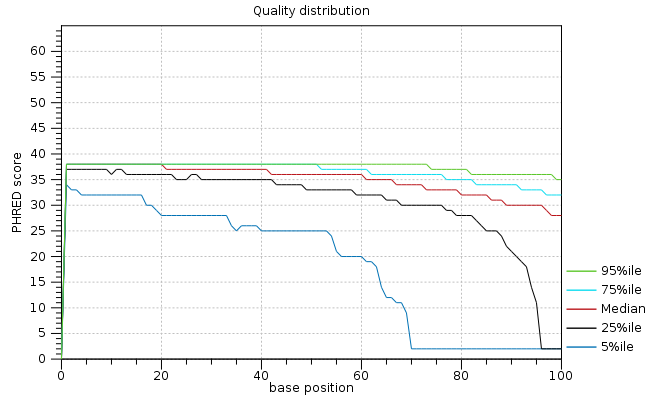 Quality distribution
PHRED score
60
55
50
45
40
35
30
25
20
15
10
5
0
0 20 40 60 80 100
base position
95%ile
75%ile
Median
25%ile
5%ile